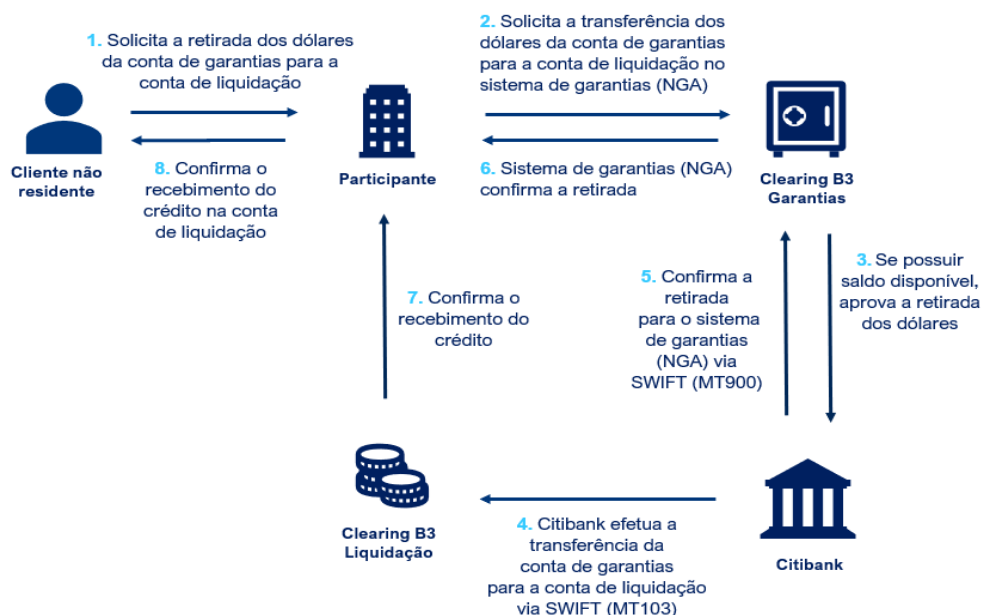 1. Solicita a retirada dos dólares
da conta de garantias para a
conta de liquidação
2. Solicita a transferência dos
dólares da conta de garantias
para a conta de liquidação no
sistema de garantias (NGA)
Cliente não
residente
8. Confirma o
recebimento do
crédito na conta
de liquidação
Participante
6. Sistema de garantias (NGA)
confirma a retirada
Clearing B3
Garantias
3. Se possuir
saldo disponível,
aprova a retirada
dos dólares
5. Confirma a
retirada
para o sistema
de garantias
(NGA) via
SWIFT (MT900)
7. Confirma o
recebimento do
crédito
Clearing B3
Liquidação
4. Citibank efetua a
transferência da
conta de garantias
para a conta de liquidação
via SWIFT (MT103)
Citibank